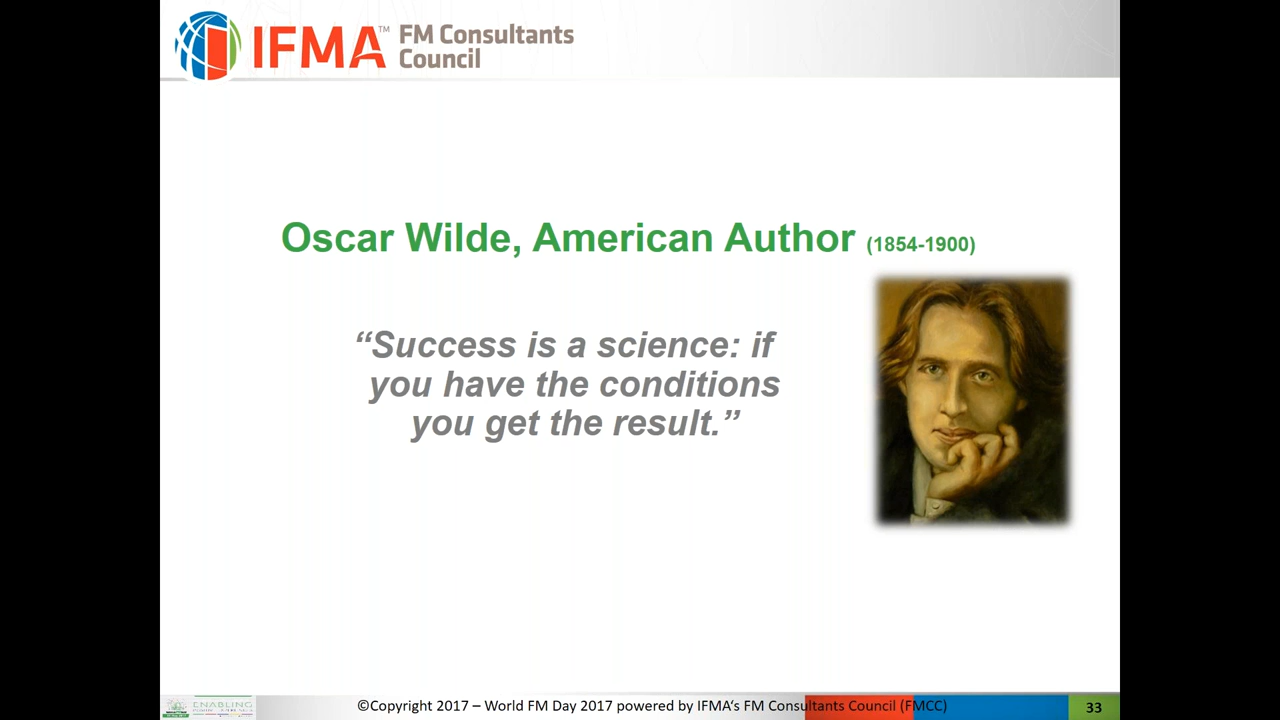 IFMA™ FM Consultants
Council
Oscar Wilde, American Author (1854-1900)
“Success is a science: if
you have the conditions
you get the result.”
ENABLING
©Copyright 2017 – World FM Day 2017 powered by IFMA‘s FM Consultants Council (FMCC)
33